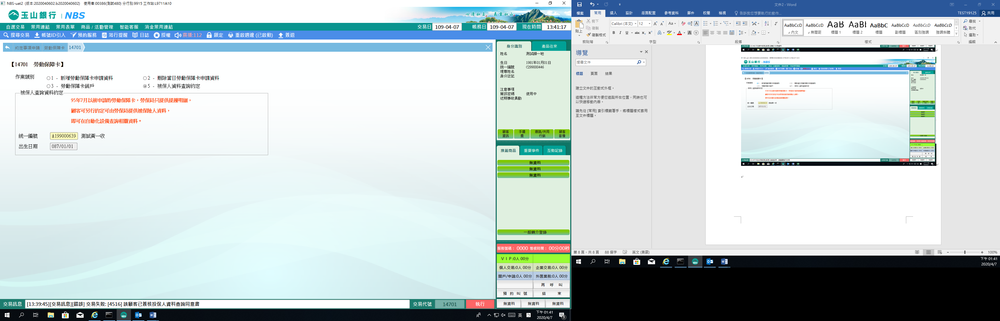 NBS-uat2 (版本:2020040602.b2020040602) 使用者:00386(測試480) 分行別:9915 工作站:L9711A10
玉山銀行 | NBS
心清如玉。義重如山。
自選交易 常用連結 常用表單 商品 / 活動管理 智能客服 消金常用連結
交易日 109-04-07 帳務日 109-04-07 現在時間 13:41:17
搜尋交易 帳號ID引入 預約服務 蒞行提醒 日誌 授權 廣播:112 鎖定 重啟週邊 (已啟動) 簽退
約定事項申請 勞動保障卡 14701
【14701 勞動保障卡】
作業類別
1 - 新增勞動保障卡申請資料
2 - 刪除當日勞動保障卡申請資料
3 - 勞動保障卡銷戶
5 - 被保人資料查詢約定
被保人查詢資料約定
95年7月以前申請的勞動保障卡，勞保局只提供提撥明細，
顧客可另行約定可由勞保局提供被保險人資料，
即可在自動化設備查詢相關資料。
統一編號 A199000639 測試黃一收
出生日期 087/01/01
身分識別 產品往來
姓名 測試顏一地
生日 1981年01月01日
統一編號 C299000446
理專姓名
身分註記
注意事項
簡訊密碼 使用中
近期事故異動
顧客資訊 手續費 通路/共同行銷 顧客影像
推薦商品 重要事件 互動記錄
無資料
無資料
無資料
一般轉介登錄
服務號碼： 0000 等候時間： 00分00秒
ＶＩＰ:0人 00分
個人交易:0人 00分 企業交易:0人 00分
開戶/申請:0人 00分 外匯業務:0人 00分
再 呼 叫
預 約 叫 號 結 束
無資料 無資料 無資料
交易訊息 [13:39:45][交易訊息][錯誤] 交易失敗: [4516] 該顧客已簽核投保人資料查詢同意書
交易代號 14701 執行
英
下午 01:41
2020/4/7
3
文件2 - Word
檔案 常用 插入 設計 版面配置 參考資料 郵件 校閱 檢視 告訴我您想要執行的動作...
TEST19125 共用
貼上 剪下
複製
複製格式
剪貼簿
Calibri (本文) 12
字型
段落
AaBbCcD AaBbCcD AaB AaBl AaBbC AaBbCcD AaBbCcD AaBbCcD
內文 無間距 標題 1 標題 2 標題 副標題 區別強調 強調斜體
樣式
尋找
取代
選取
編輯
導覽
搜尋文件
標題 頁面 結果
建立文件的互動式外框。
這種方法非常方便您追蹤所在位置，同時也可以快速移動內容。
請先從 [常用] 索引標籤著手，將標題樣式套用至文件標題。
第 8 頁，共 8 頁 88 個字 英文 (美國)
100%
下午 01:41
2020/4/7